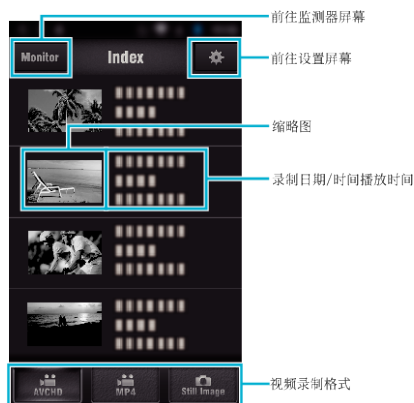 前往监测器屏幕
Monitor Index
前往设置屏幕
缩略图
录制日期/时间播放时间
AVCHD MP4 Still Image
视频录制格式